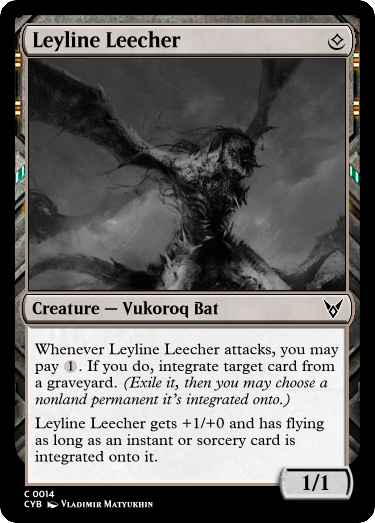 Leyline Leecher
Creature — Vukoroq Bat
Whenever Leyline Leecher attacks, you may
pay 1. If you do, integrate target card from
a graveyard. (Exile it, then you may choose a
nonland permanent it's integrated onto.)
Leyline Leecher gets +1/+0 and has flying
as long as an instant or sorcery card is
integrated onto it.
1/1
C 0014
CYB Vladimir Matyukhin